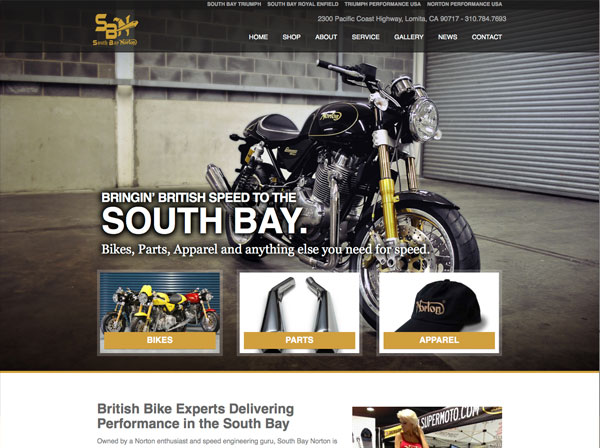 SOUTH BAY TRIUMPH SOUTH BAY ROYAL ENFIELD TRIUMPH PERFORMANCE USA NORTON PERFORMANCE USA
2300 Pacific Coast Highway, Lomita, CA 90717 - 310.784.7693
SBN
South Bay Norton
HOME SHOP ABOUT SERVICE GALLERY NEWS CONTACT
Norton
BRINGIN' BRITISH SPEED TO THE
SOUTH BAY.
Bikes, Parts, Apparel and anything else you need for speed.
Norton
BIKES PARTS APPAREL
British Bike Experts Delivering
Performance in the South Bay
Owned by a Norton enthusiast and speed engineering guru, South Bay Norton is
SUPERMOTO.COM